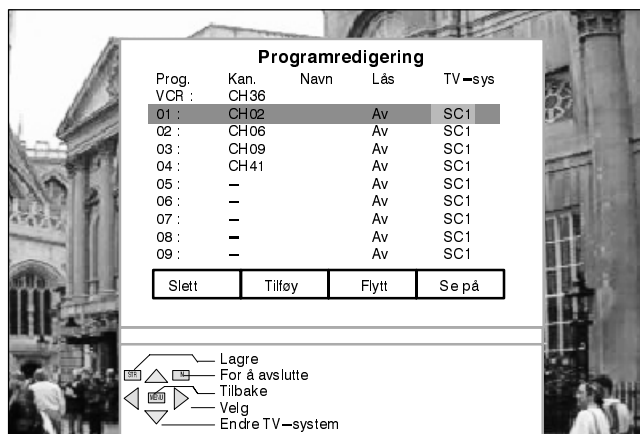 Programredigering
Prog. Kan. Navn Lås TV-sys
VCR : CH36
01 : CH02 Av SC1
02 : CH06 Av SC1
03 : CH09 Av SC1
04 : CH41 Av SC1
05 : – Av SC1
06 : – Av SC1
07 : – Av SC1
08 : – Av SC1
09 : – Av SC1
Slett Tilføy Flytt Se på
Lagre
STR N For å avslutte
Tilbake
MENU
Velg
Endre TV-system